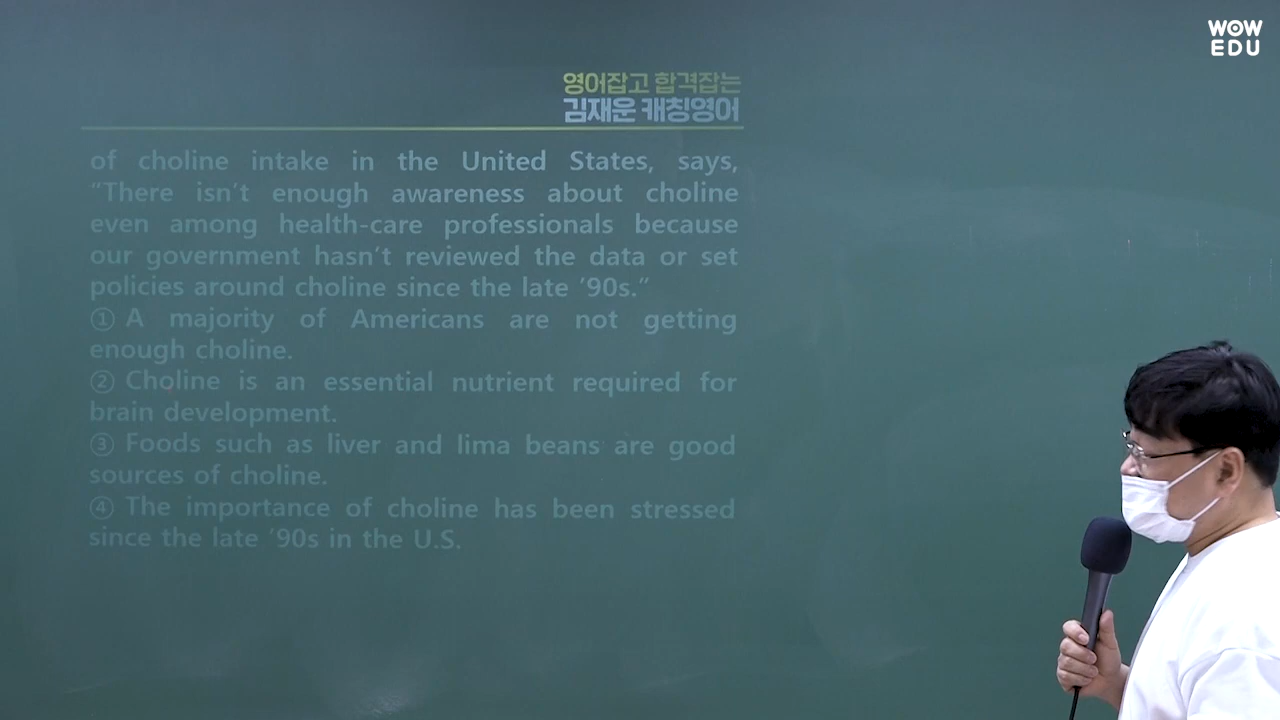 WOW
EDU
영어잡고 합격잡는
김재운 캐칭영어
of choline intake in the United States, says,
“There isn’t enough awareness about choline
even among health-care professionals because
our government hasn’t reviewed the data or set
policies around choline since the late ’90s.”
① A majority of Americans are not getting
enough choline.
② Choline is an essential nutrient required for
brain development.
③ Foods such as liver and lima beans are good
sources of choline.
④ The importance of choline has been stressed
since the late ’90s in the U.S.